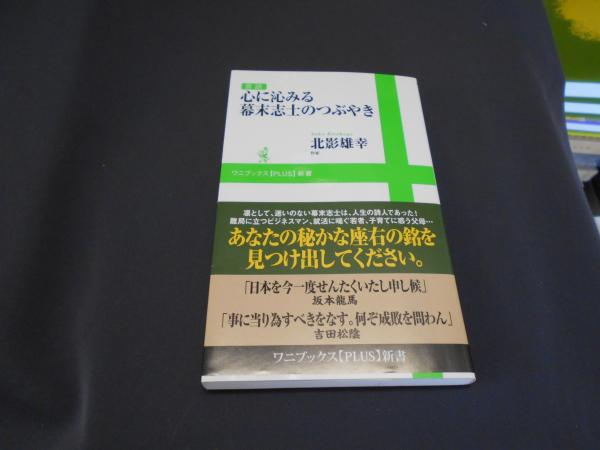 心に沁みる
幕末志士のつぶやき
北影雄幸
ワニブックス【PLUS】新書
凛として、迷いのない幕末志士は、人生の詩人であった!
難局に立つビジネスマン、就活に喘ぐ若者、子育てに惑う父母…
あなたの秘かな座右の銘を
見つけ出してください。
「日本を今一度せんたくいたし申し候」
坂本龍馬
「事に当り為すべきをなす。何ぞ成敗を問わん」
吉田松陰
ワニブックス【PLUS】新書